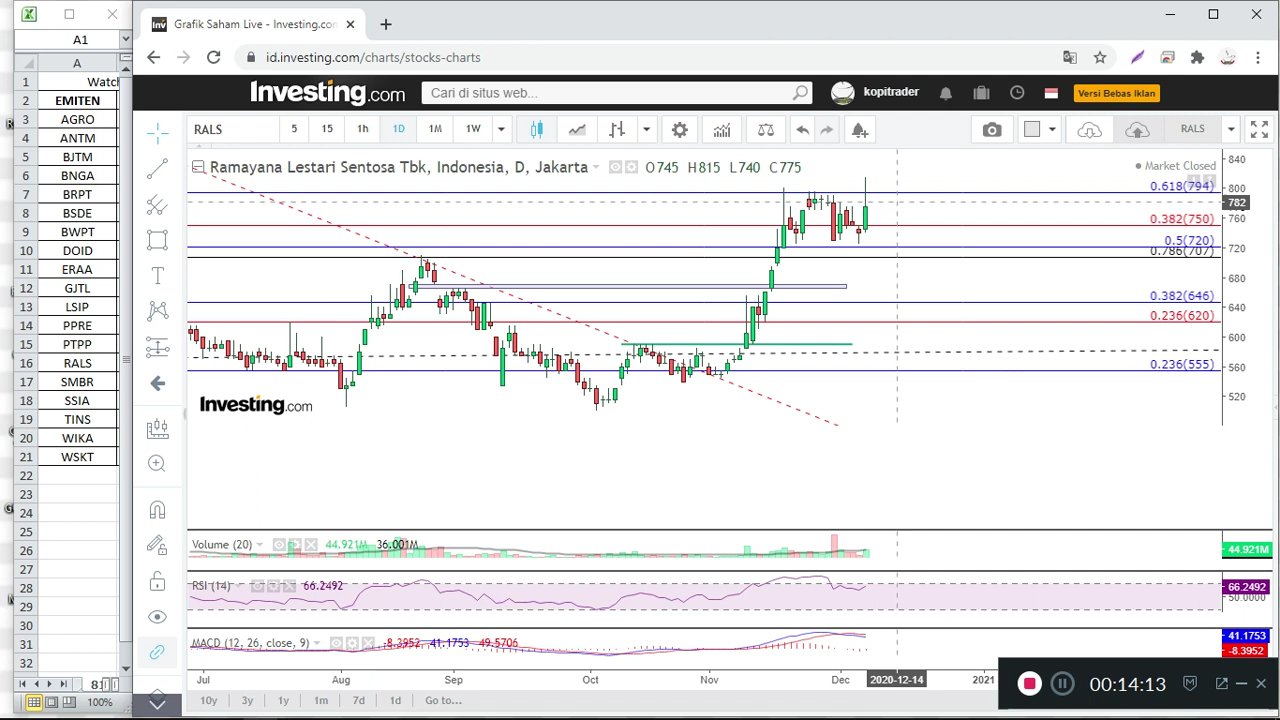 A1
A
1 Watch
2 EMITEN
3 AGRO
4 ANTM
5 BJTM
6 BNGA
7 BRPT
8 BSDE
9 BWPT
10 DOID
11 ERAA
12 GJTL
13 LSIP
14 PPRE
15 PTPP
16 RALS
17 SMBR
18 SSIA
19 TINS
20 WIKA
21 WSKT
22
23
24
25
26
27
28
29
30
31
32
100%
Inv Grafik Saham Live - Investing.com
id.investing.com/charts/stocks-charts
Investing.com
Cari di situs web...
kopitrader
Versi Bebas Iklan
RALS 5 15 1h 1D 1M 1W RALS
Ramayana Lestari Sentosa Tbk, Indonesia, D, Jakarta O745 H815 L740 C775
Market Closed
840
0.618(794) 800
782
0.382(750) 760
0.5(720) 720
0.786(707)
680
0.382(646) 640
0.236(620)
600
0.236(555) 560
520
Investing.com
Volume (20) 44.921M 36.001M 44.921M
RSI (14) 66.2492 66.2492
50.0000
MACD (12, 26, close, 9) -8.3952 41.1753 49.5706 41.1753
-8.3952
Jul Aug Sep Oct Nov Dec 2020-12-14 2021
10y 3y 1y 1m 7d 1d Go to...
00:14:13